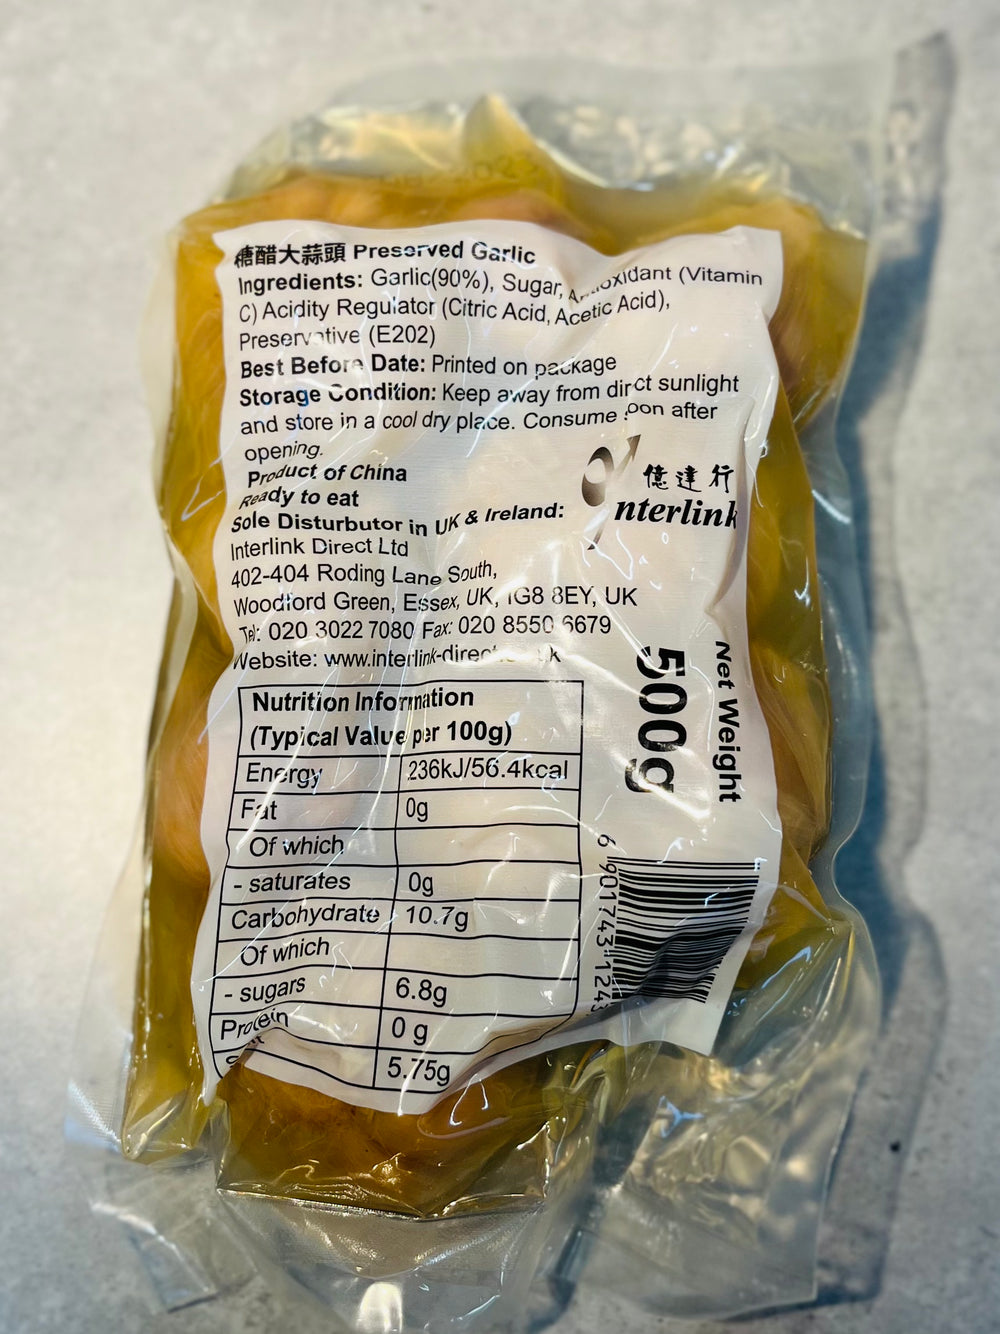 糖醋大蒜頭 Preserved Garlic
Ingredients: Garlic(90%), Sugar, Antioxidant (Vitamin
C) Acidity Regulator (Citric Acid, Acetic Acid),
Preservative (E202)
Best Before Date: Printed on package
Storage Condition: Keep away from direct sunlight
and store in a cool dry place. Consume soon after
opening.
Product of China
Ready to eat
Sole Disturbutor in UK & Ireland:
Interlink Direct Ltd
402-404 Roding Lane South,
Woodford Green, Essex, UK, IG8 8EY, UK
Tel: 020 3022 7080 Fax: 020 8550 6679
Website:
億達行
Interlink
Net Weight
500g
Nutrition Information
(Typical Value per 100g)
Energy 236kJ/56.4kcal
Fat 0g
Of which
- saturates 0g
Carbohydrate 10.7g
Of which
- sugars 6.8g
Protein 0 g
5.75g
6 901743 1243